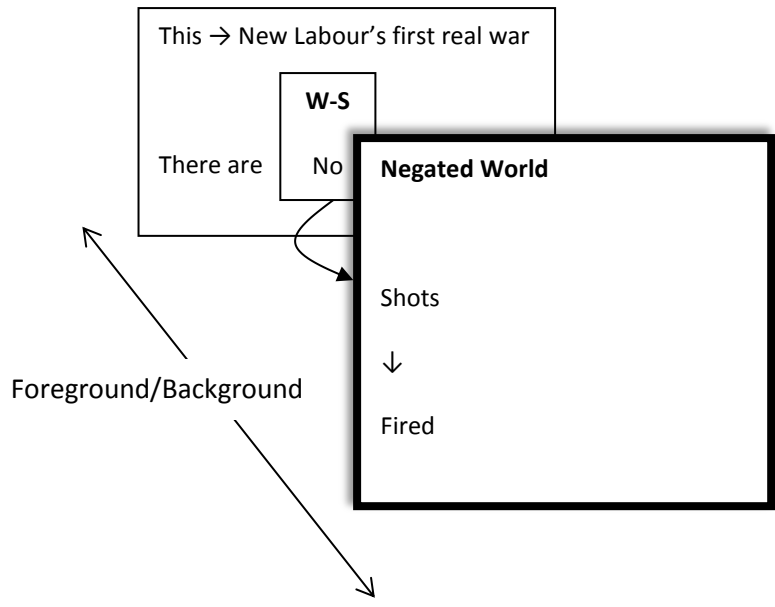 This → New Labour’s first real war
W-S
There are
No
Negated World
Shots
↓
Fired
Foreground/Background